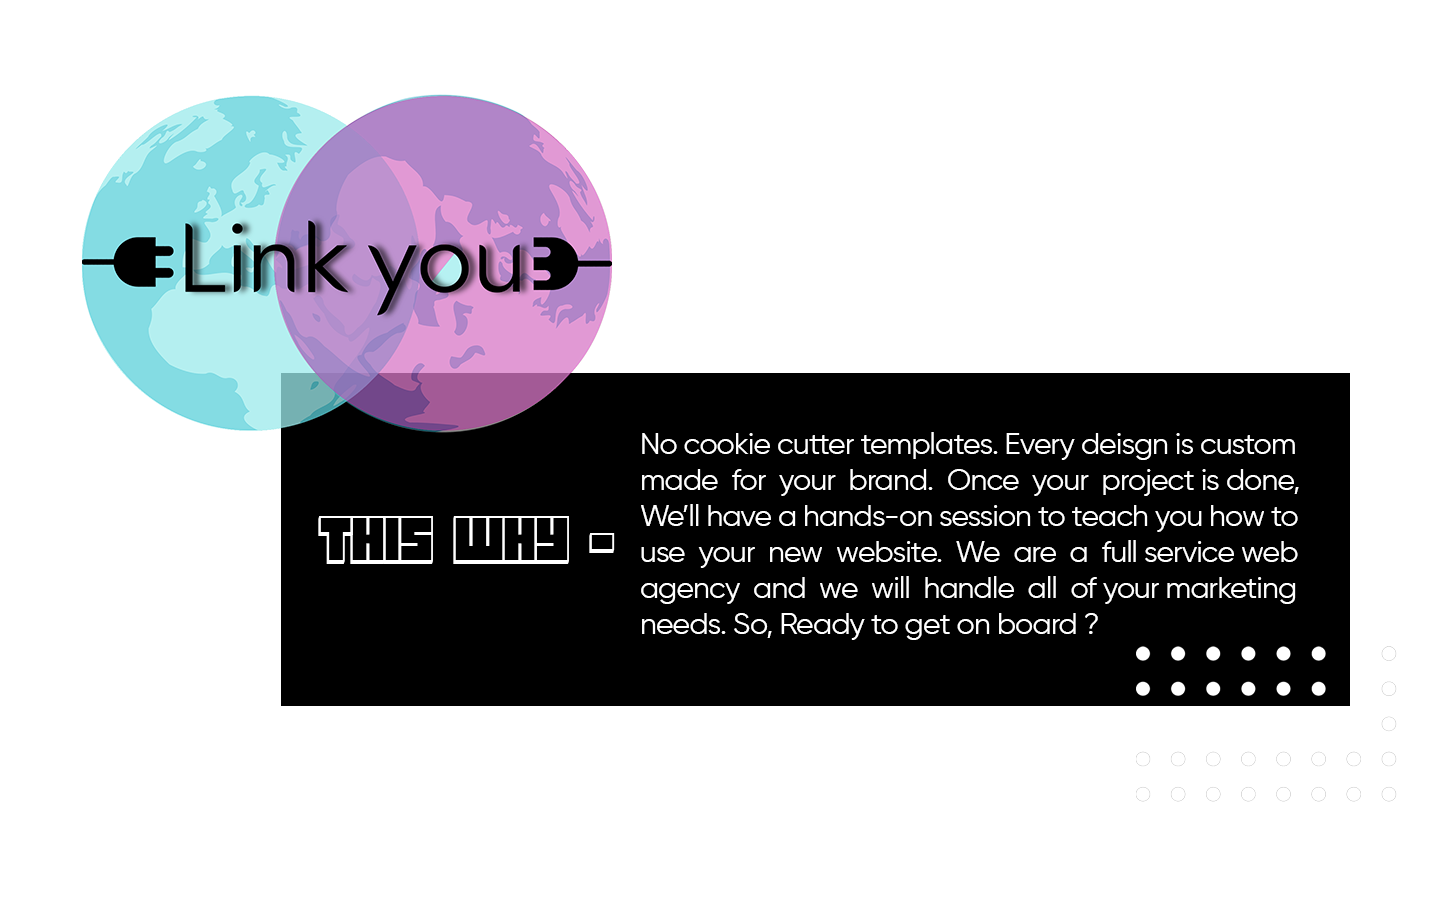 Link you
THIS WAY -
No cookie cutter templates. Every deisgn is custom
made for your brand. Once your project is done,
We'll have a hands-on session to teach you how to
use your new website. We are a full service web
agency and we will handle all of your marketing
needs. So, Ready to get on board ?